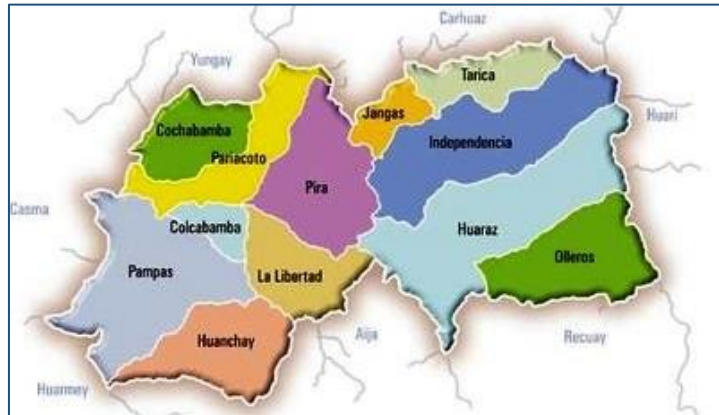 Carhuaz
Yungay
Tarica
Jangas
Huari
Cochabamba
Independencia
Pariacoto
Pira
Casma
Colcabamba
Huaraz
Olleros
Pampas
La Libertad
Aija
Recuay
Huanchay
Huarmey